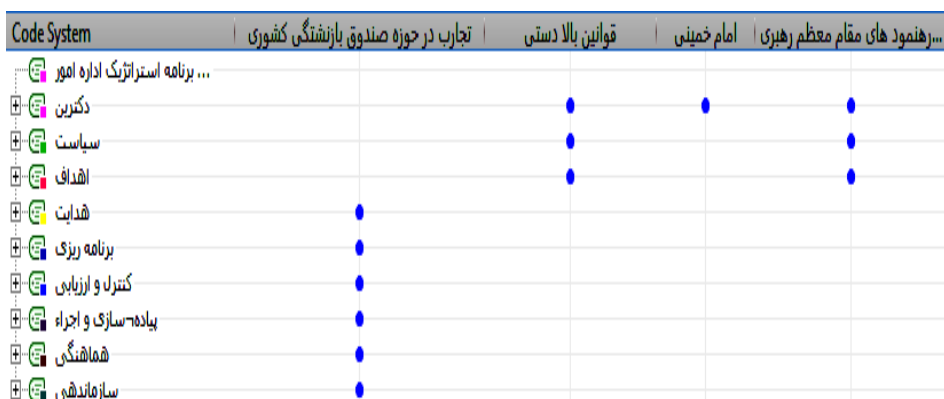 Code System تجارب در حوزه صندوق بازنشتگی کشوری قوانین بالا دستی امام خمینی رهنمود های مقام معظم رهبری...
برنامه استراتژیک اداره امور ...
دکترین
سیاست
اهداف
هدایت
برنامه ریزی
کنترل و ارزیابی
پیاده¬سازی و اجراء
هماهنگی
سازماندهی